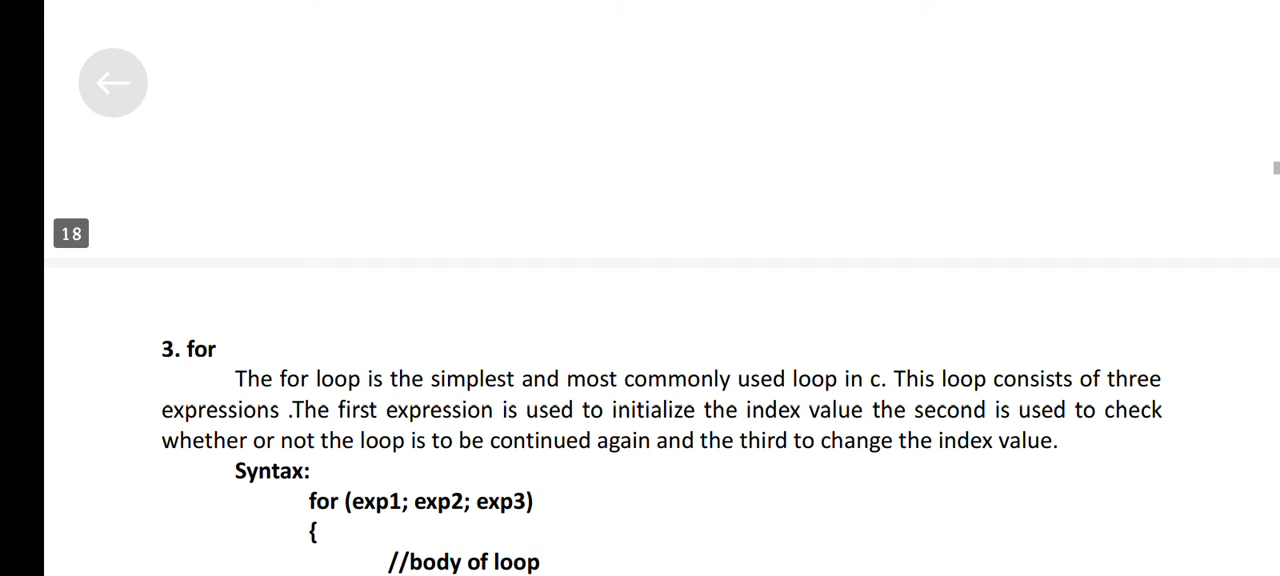 18
3. for
The for loop is the simplest and most commonly used loop in c. This loop consists of three
expressions .The first expression is used to initialize the index value the second is used to check
whether or not the loop is to be continued again and the third to change the index value.
Syntax:
for (exp1; exp2; exp3)
{
//body of loop